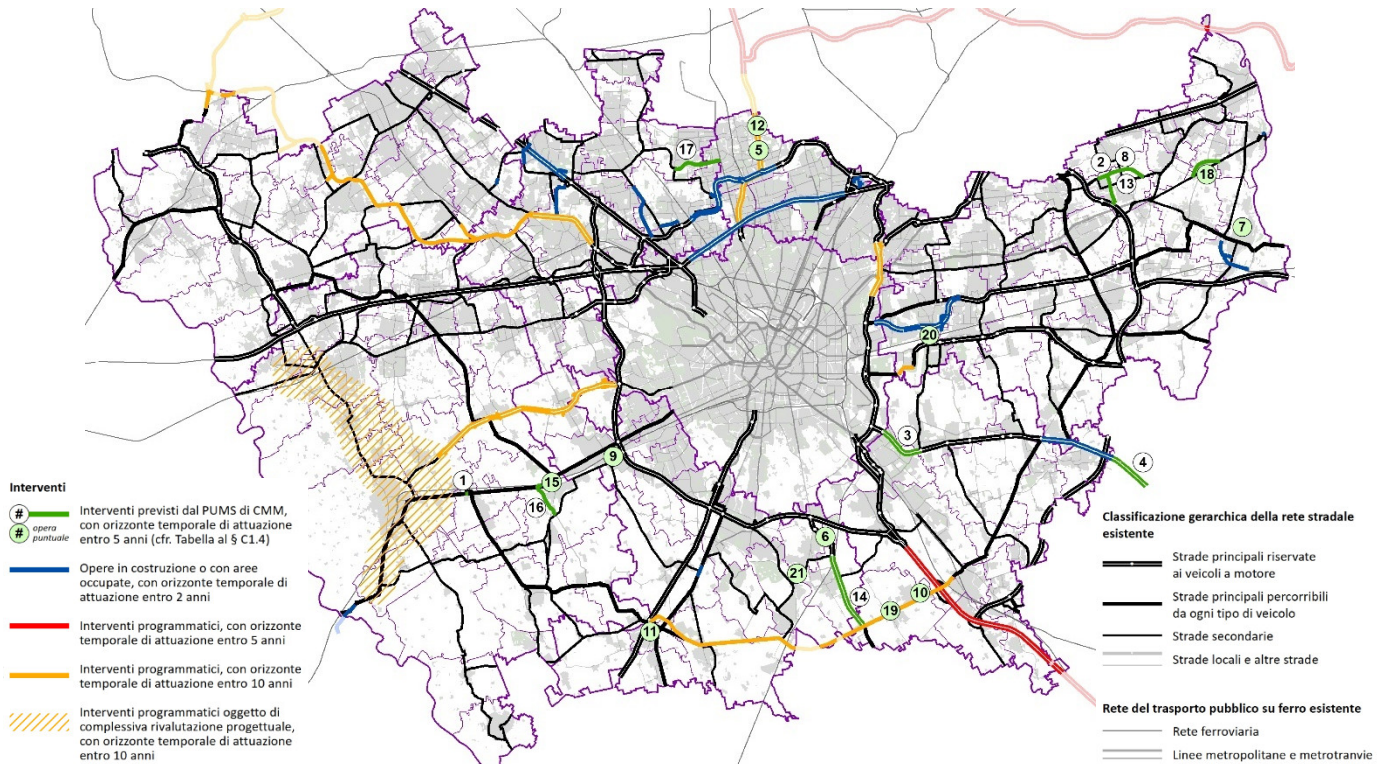 12
5
17
2
8
13
18
7
20
3
4
9
1
15
16
6
21
14
10
19
11
Interventi
#
Interventi previsti dal PUMS di CMM,
con orizzonte temporale di attuazione
entro 5 anni (cfr. Tabella al § C1.4)
#
opera
puntuale
Opere in costruzione o con aree
occupate, con orizzonte temporale di
attuazione entro 2 anni
Interventi programmatici, con orizzonte
temporale di attuazione entro 5 anni
Interventi programmatici, con orizzonte
temporale di attuazione entro 10 anni
Interventi programmatici oggetto di
complessiva rivalutazione progettuale,
con orizzonte temporale di attuazione
entro 10 anni
Classificazione gerarchica della rete stradale
esistente
Strade principali riservate
ai veicoli a motore
Strade principali percorribili
da ogni tipo di veicolo
Strade secondarie
Strade locali e altre strade
Rete del trasporto pubblico su ferro esistente
Rete ferroviaria
Linee metropolitane e metrotranvie